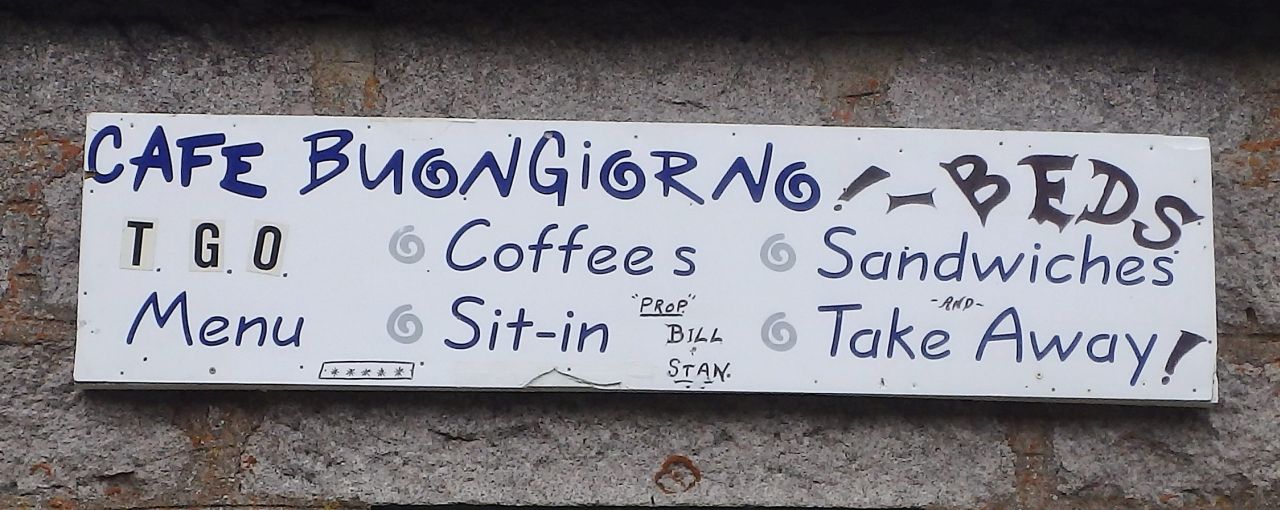 CAFE BUONGiORNO! - BEDS
T. G. O. Coffees Sandwiches
Menu Sit-in "PROP" Take -AND- Away!
BILL
STAN.
*****